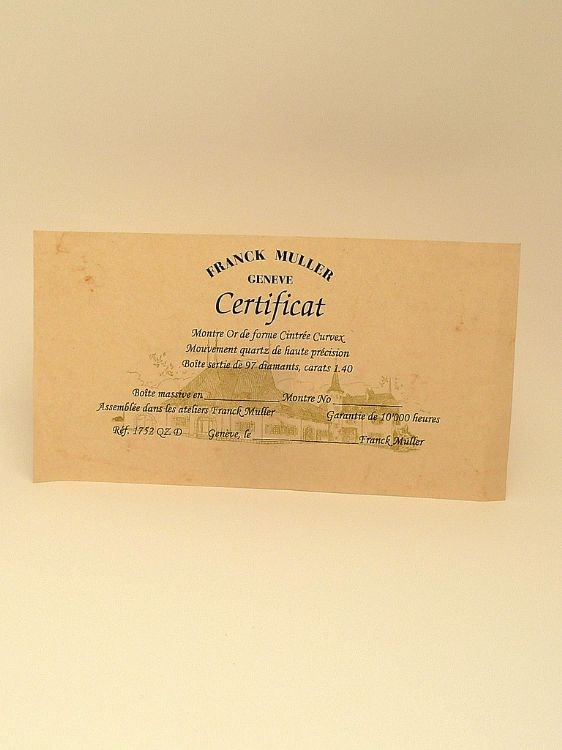 FRANCK MULLER
GENEVE
Certificat
Montre Or de forme Cintrée Curvex
Mouvement quartz de haute précision
Boîte sertie de 97 diamants, carats 1.40
Boîte massive en Montre No
Assemblée dans les ateliers Franck Muller Garantie de 10'000 heures
Réf. 1752 QZ D Genève, le Franck Muller